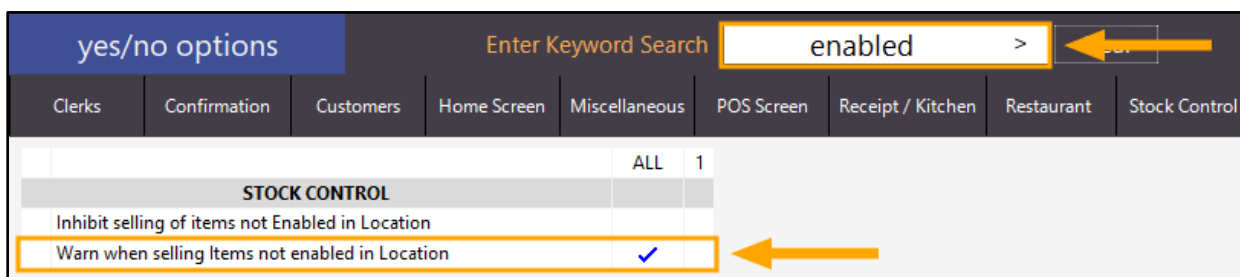 yes/no options Enter Keyword Search enabled >
Clerks Confirmation Customers Home Screen Miscellaneous POS Screen Receipt / Kitchen Restaurant Stock Control
ALL 1
STOCK CONTROL
Inhibit selling of items not Enabled in Location
Warn when selling Items not enabled in Location